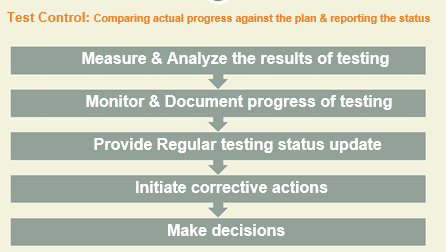 Test Control: Comparing actual progress against the plan & reporting the status
Measure & Analyze the results of testing
Monitor & Document progress of testing
Provide Regular testing status update
Initiate corrective actions
Make decisions